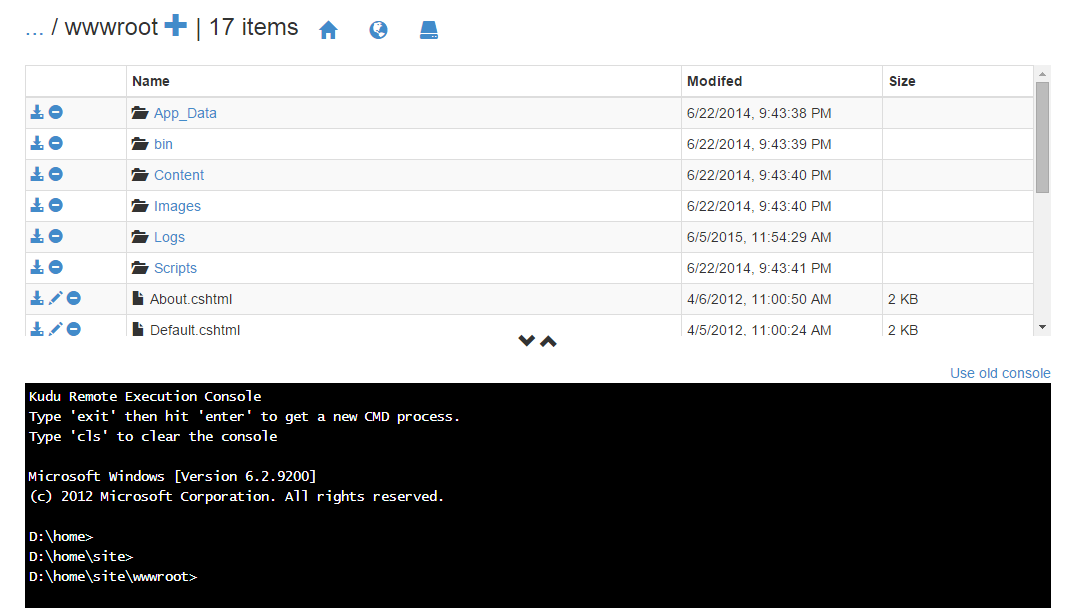 ... / wwwroot | 17 items
Name Modifed Size
App_Data 6/22/2014, 9:43:38 PM
bin 6/22/2014, 9:43:39 PM
Content 6/22/2014, 9:43:40 PM
Images 6/22/2014, 9:43:40 PM
Logs 6/5/2015, 11:54:29 AM
Scripts 6/22/2014, 9:43:41 PM
About.cshtml 4/6/2012, 11:00:50 AM 2 KB
Default.cshtml 4/5/2012, 11:00:24 AM 2 KB
Use old console
Kudu Remote Execution Console
Type 'exit' then hit 'enter' to get a new CMD process.
Type 'cls' to clear the console
Microsoft Windows [Version 6.2.9200]
(c) 2012 Microsoft Corporation. All rights reserved.
D:\home>
D:\home\site>
D:\home\site\wwwroot>